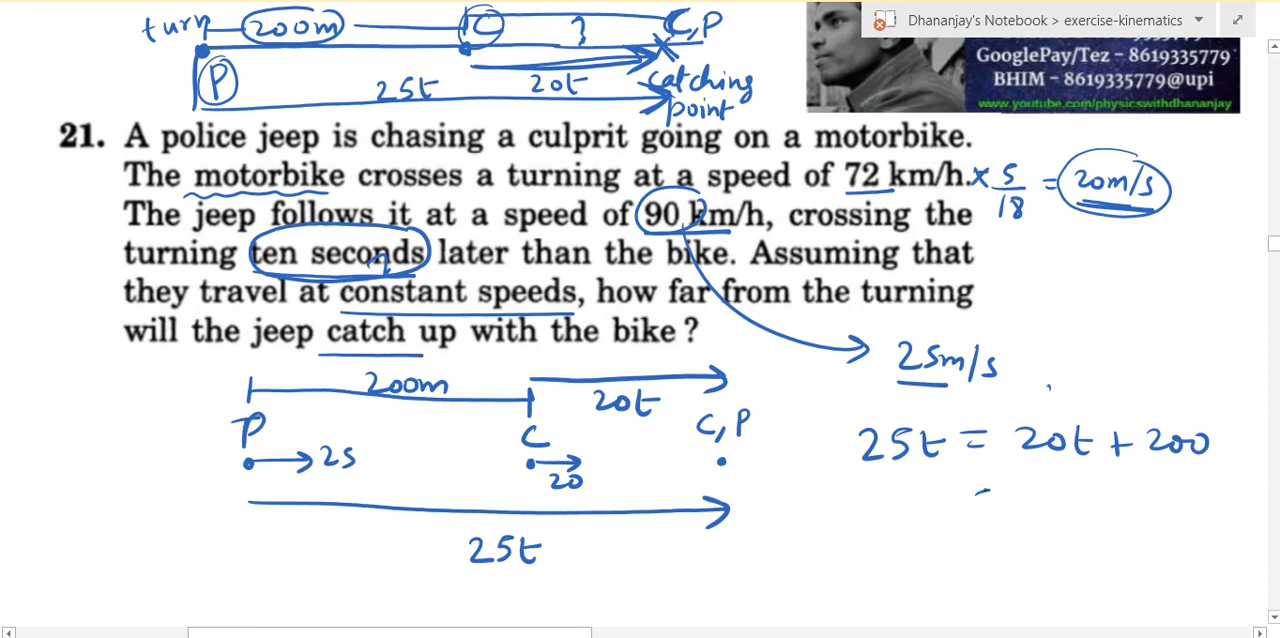 Dhananjay's Notebook > exercise-kinematics
GooglePay/Tez - 8619335779
BHIM - 8619335779@upi
www.youtube.com/physicswithdhananjay
turn 200m C ? C, P
P 25t 20t catching
point
21. A police jeep is chasing a culprit going on a motorbike.
The motorbike crosses a turning at a speed of 72 km/h. × 5/18 = 20m/s
The jeep follows it at a speed of 90 km/h, crossing the
turning ten seconds later than the bike. Assuming that
they travel at constant speeds, how far from the turning
will the jeep catch up with the bike ?
25m/s
200m
20t
P C C, P
25
20
25t = 20t + 200
25t